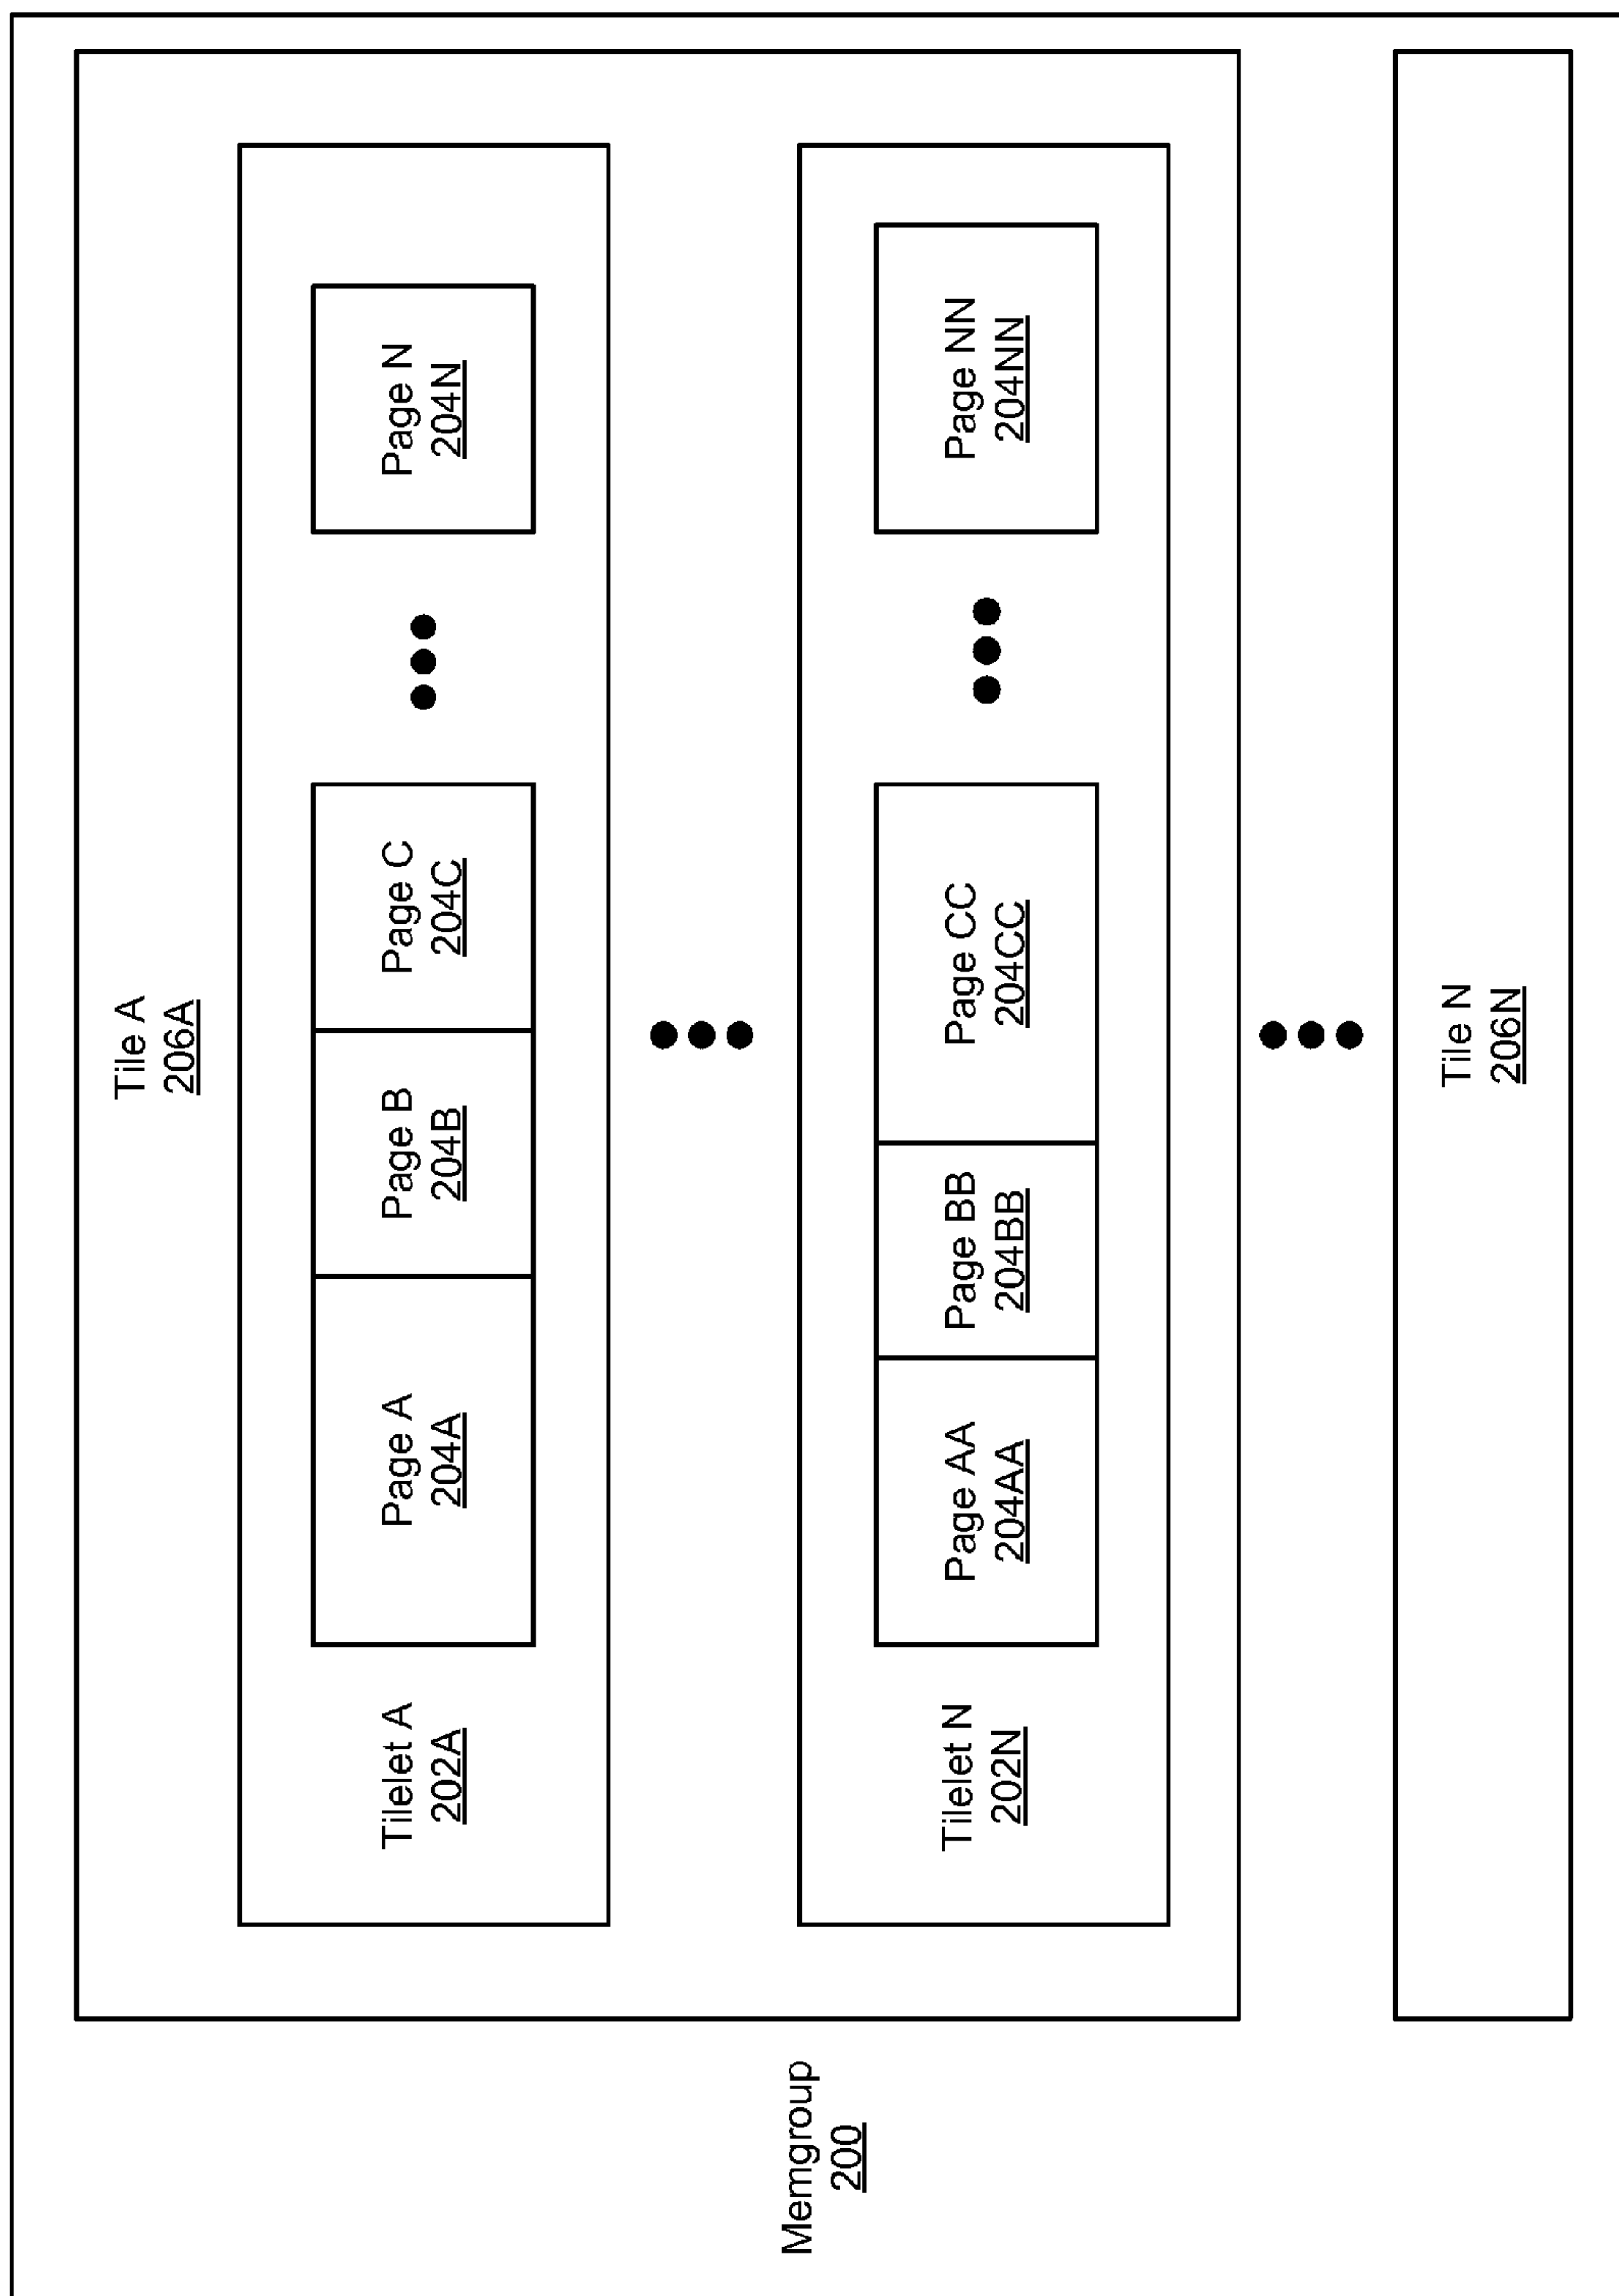 Memgroup
200
Tile A
206A
Tilelet A
202A
Page A
204A
Page B
204B
Page C
204C
Page N
204N
Tilelet N
202N
Page AA
204AA
Page BB
204BB
Page CC
204CC
Page NN
204NN
Tile N
206N